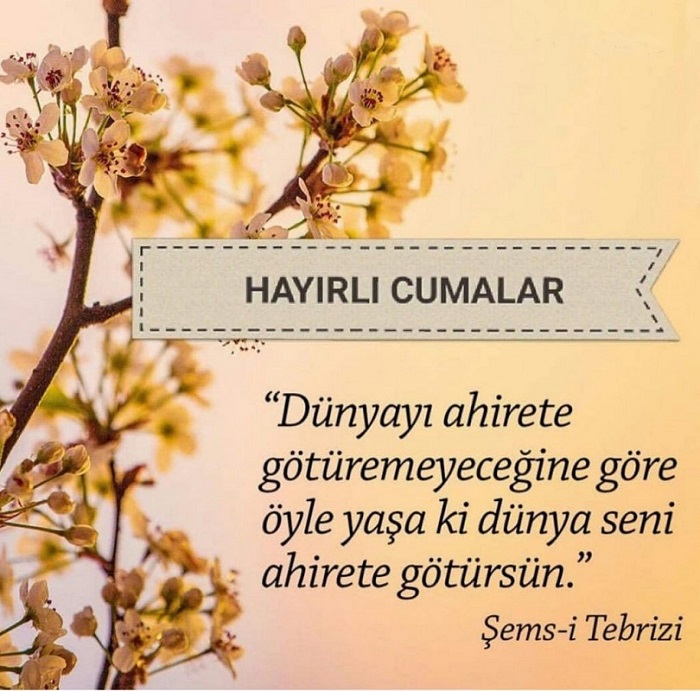 HAYIRLI CUMALAR
“Dünyayı ahirete
götüremeyeceğine göre
öyle yaşa ki dünya seni
ahirete götürsün.”
Şems-i Tebrizi